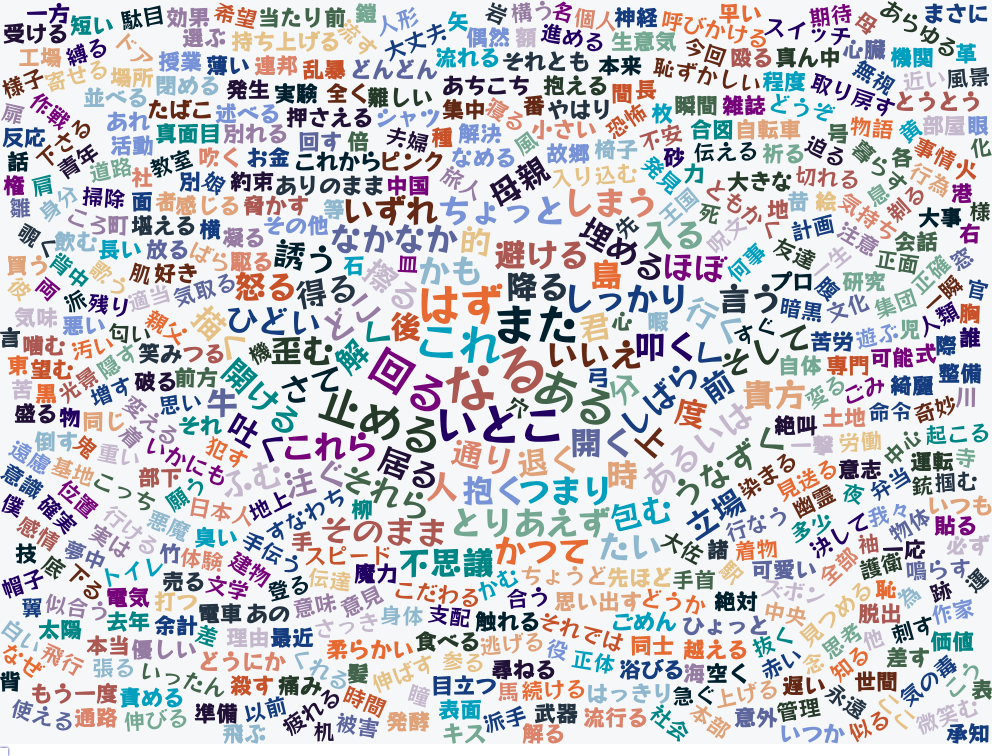 一方 短い 駄目 効果 希望 当たり前 鎧 人形 矢 岩 構う 名 個人 神経 呼びかける 早い スイッチ 期待 母 あらゆる まさに
受ける 選ぶ 持ち上げる 流す 大丈夫 偶然 額 進める 生意気 今回 殴る 真ん中 心臓 機関 革
工場 縛る 下人 授業 薄い 連邦 乱暴 どんどん 流れる それとも 本来 恥ずかしい 程度 無視 近い 風景
様子 寄せる 場所 閉める 発生 実験 全く 難しい あちこち 抱える 間 長 瞬間 雑誌 どうぞ 取り戻す とうとう
扉 作戦 並べる たばこ 述べる 押さえる シャツ 集中 寝る 番 やはり 恐怖 枚 合図 自転車 号 物語 黄 部屋 眼
反応 下さる あれ 真面目 別れる 回す 倍 夫婦 種 解決 風 小さい 不安 伝える 祈る 迫る 暮らす 各 事情 火 化
話 青年 活動 道路 教室 吹く お金 これから ピンク なめる 故郷 椅子 発見 砂 力 大きな 切れる 息 行為 剃る 港
権 肩 身分 社 別 娘 約束 ありのまま 中国 旅人 母親 入り込む 王国 死 ともかく 地 昔 絵 気持ち 大事 様
雛 掃除 面 者 感じる 脅かす 等 いずれ ちょっと しまう 先 呪文 計画 注意 会話 右
覗く ころ 町 堪える 横 凝る その他 なかなか 的 避ける 埋める 入る 何事 友達 一生 正面 正確 窓
飲む 長い 放る ばら 駆る 誘う 石 擦る 皿 かも 島 ほぼ プロ 腹 研究 集団 一瞬 官
買う 背中 歌う 肌 好き 怒る 得る はず 降る しっかり 行く 言う 暗黒 文化 人類 胸
使 両 派 残り 適当 気取る 描く ひどい どこ 後 これ また 君 心 暇 すぐ そして 苦労 遊ぶ 児 誰
言 気味 悪い 匂い 親父 機 歪む 解く いいえ 叩く 自体 専門 可能 式 際
東 噛む 汚い 隠す 笑み つる 開ける さて 回る なる ある 弓 分 しばらく 前 貴方 変える ごみ 綺麗 整備
苦 望む 黒 光景 増す 破る 前方 止める 穴 いとこ 度 絶叫 土地 命令 奇妙 川
盛る 物 同じ 変える 思い 牛 吐く これら 通り 退く 開く 上 あるいは 一撃 労働 中心 起こる
倒す 鬼 重い 着 それ 犯す 居る 時 うなずく 染まる 見送る 意志 弁当 運転 寺
遠慮 基地 こっち いかにも 部下 願う ふむ 注ぐ それら 人 抱く つまり 立場 幽霊 夜 銃 掴む
意識 位置 確実 日本人 地上 すなわち 柳 そのまま とりあえず 包む 行なう 多少 決して 我々 物体 いつも
僕 感情 実は 行ける 悪魔 臭い 手伝う 手 スピード 不思議 かつて たい 大佐 諸 着物 全部 袖 一応 貼る 必ず
技 底 夢中 下る 竹 体験 建物 登る 伝達 魔力 こだわる かむ ちょうど 先ほど 手首 駅 可愛い 護衛 鳴らす
帽子 翼 トイレ 売る 文学 意味 意見 合う 思い出す どうか 絶対 ズボン 恥 為 跡 運
似合う 電気 打つ 電車 あの さっき 身体 支配 触れる ごめん ひょっと 中央 見つめる 脱出 作家
白い 太陽 去年 余計 差 理由 最近 柔らかい 食べる 逃げる それでは 同士 越える 抜く 思考 他 刺す 価値
なぜ 飛行 本当 優しい どうにか くれる 髪 伸ばす 参る 尋ねる 役 正体 浴びる 海 空く 赤い 念 知る 差す
背 張る いったん 殺す 痛み 瞳 目立つ 馬 続ける はっきり 急ぐ 上げる 遅い 永遠 世間 気の毒 こう 表
もう一度 責める 準備 以前 疲れる 時間 発酵 表面 派手 武器 流行る 社会 本部 意外 管理 似る ここ 微笑む
使える 通路 伸びる 飛ぶ 机 被害 キス 解る いつか 承知